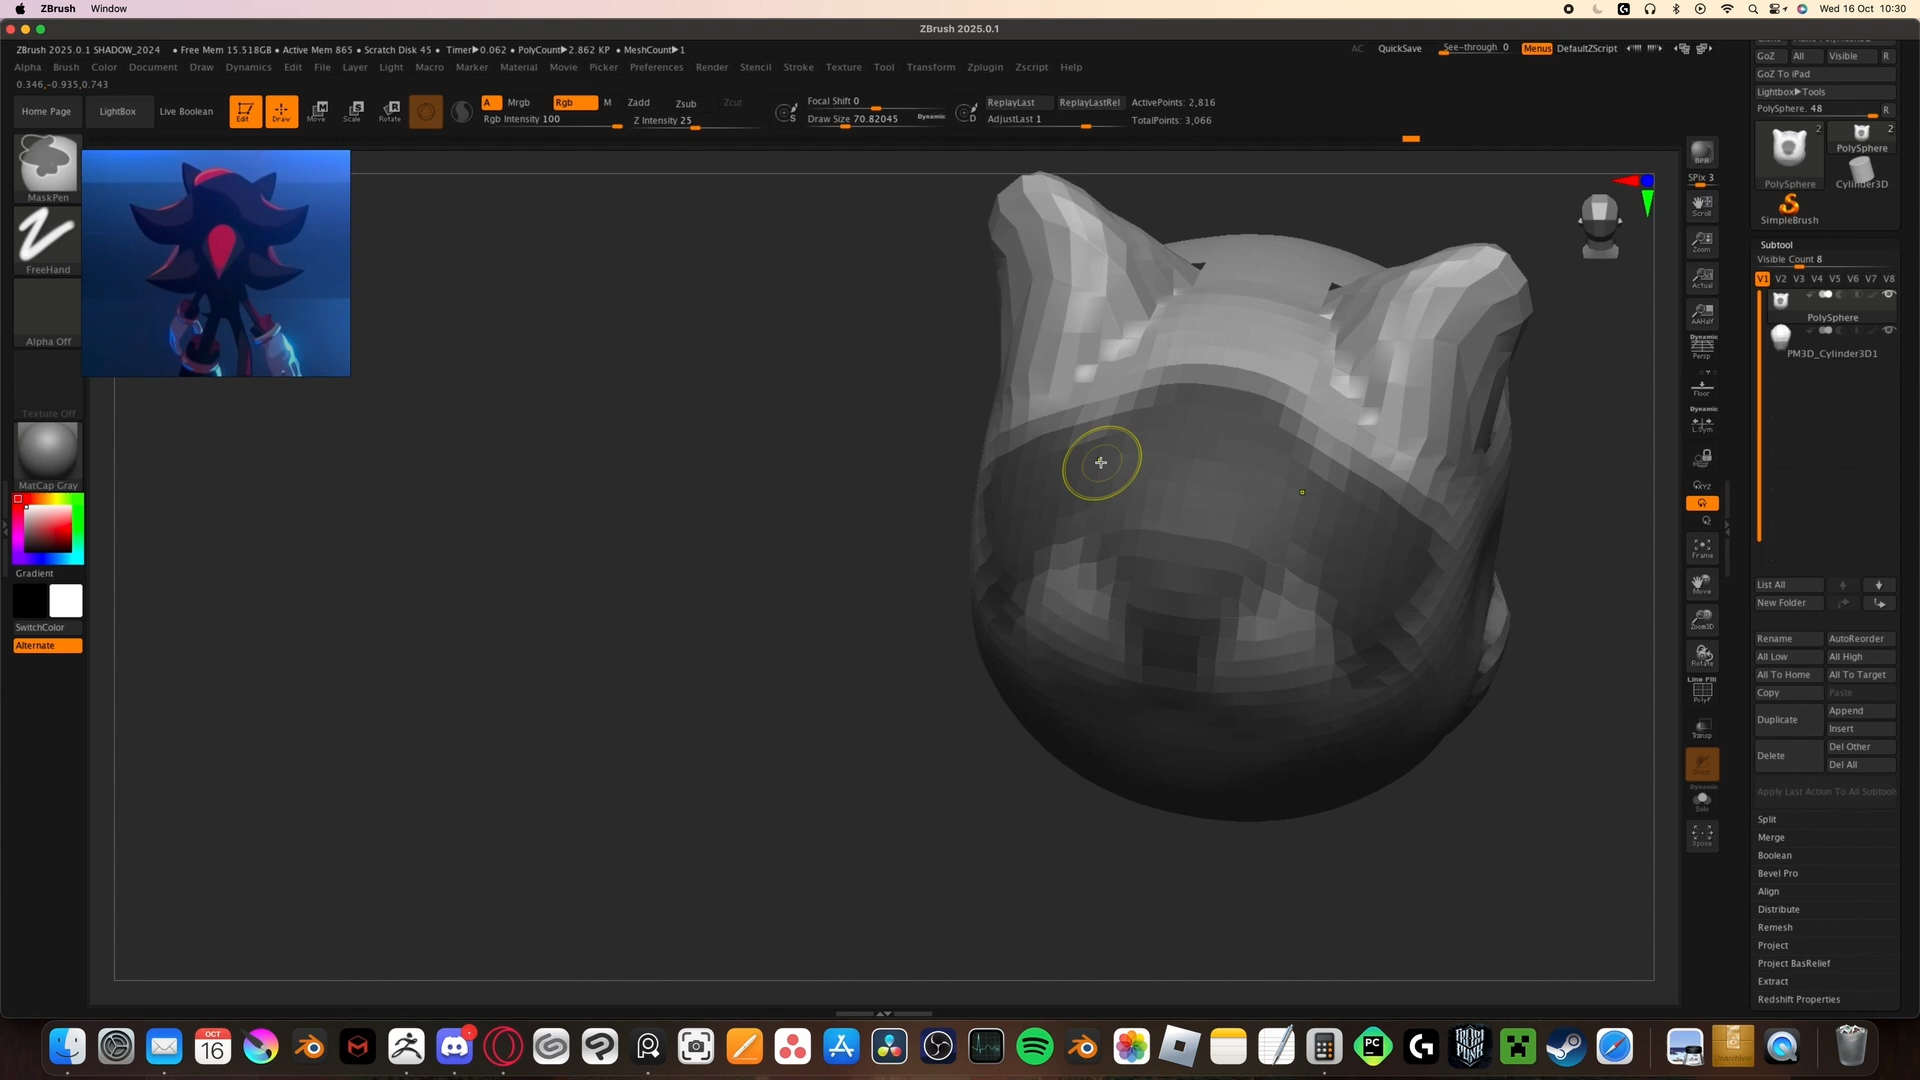 ZBrush Window
Wed 16 Oct 10:30
ZBrush 2025.0.1
ZBrush 2025.0.1 SHADOW_2024 • Free Mem 15.518GB • Active Mem 865 • Scratch Disk 45 • Timer▶0.062 • PolyCount▶2.862 KP • MeshCount▶1
AC QuickSave See-through 0 Menus DefaultZScript
Alpha Brush Color Document Draw Dynamics Edit File Layer Light Macro Marker Material Movie Picker Preferences Render Stencil Stroke Texture Tool Transform Zplugin Zscript Help
0.346,-0.935,0.743
Home Page LightBox Live Boolean Edit Draw Move Scale Rotate
A Mrgb Rgb M Zadd Zsub Zcut
Rgb Intensity 100 Z Intensity 25
Focal Shift 0
Draw Size 70.82045 Dynamic
ReplayLast ReplayLastRel
AdjustLast 1
ActivePoints: 2,816
TotalPoints: 3,066
MaskPen
FreeHand
Alpha Off
Texture Off
MatCap Gray
Gradient
SwitchColor
Alternate
BPR
SPix 3
Scroll
Zoom
Actual
AAHalf
Dynamic
Persp
Floor
Dynamic
L.Sym
XYZ
Frame
Move
Zoom3D
Rotate
Line Fill
PolyF
Transp
Dynamic
Solo
Xpose
GoZ All Visible R
GoZ To iPad
Lightbox▶Tools
PolySphere. 48 R
2
2
PolySphere
PolySphere
Cylinder3D
SimpleBrush
Subtool
Visible Count 8
V1 V2 V3 V4 V5 V6 V7 V8
PolySphere
PM3D_Cylinder3D1
List All
New Folder
Rename AutoReorder
All Low All High
All To Home All To Target
Copy Paste
Duplicate Append
Insert
Delete Del Other
Del All
Apply Last Action To All Subtools
Split
Merge
Boolean
Bevel Pro
Align
Distribute
Remesh
Project
Project BasRelief
Extract
Redshift Properties
OCT
16
PC